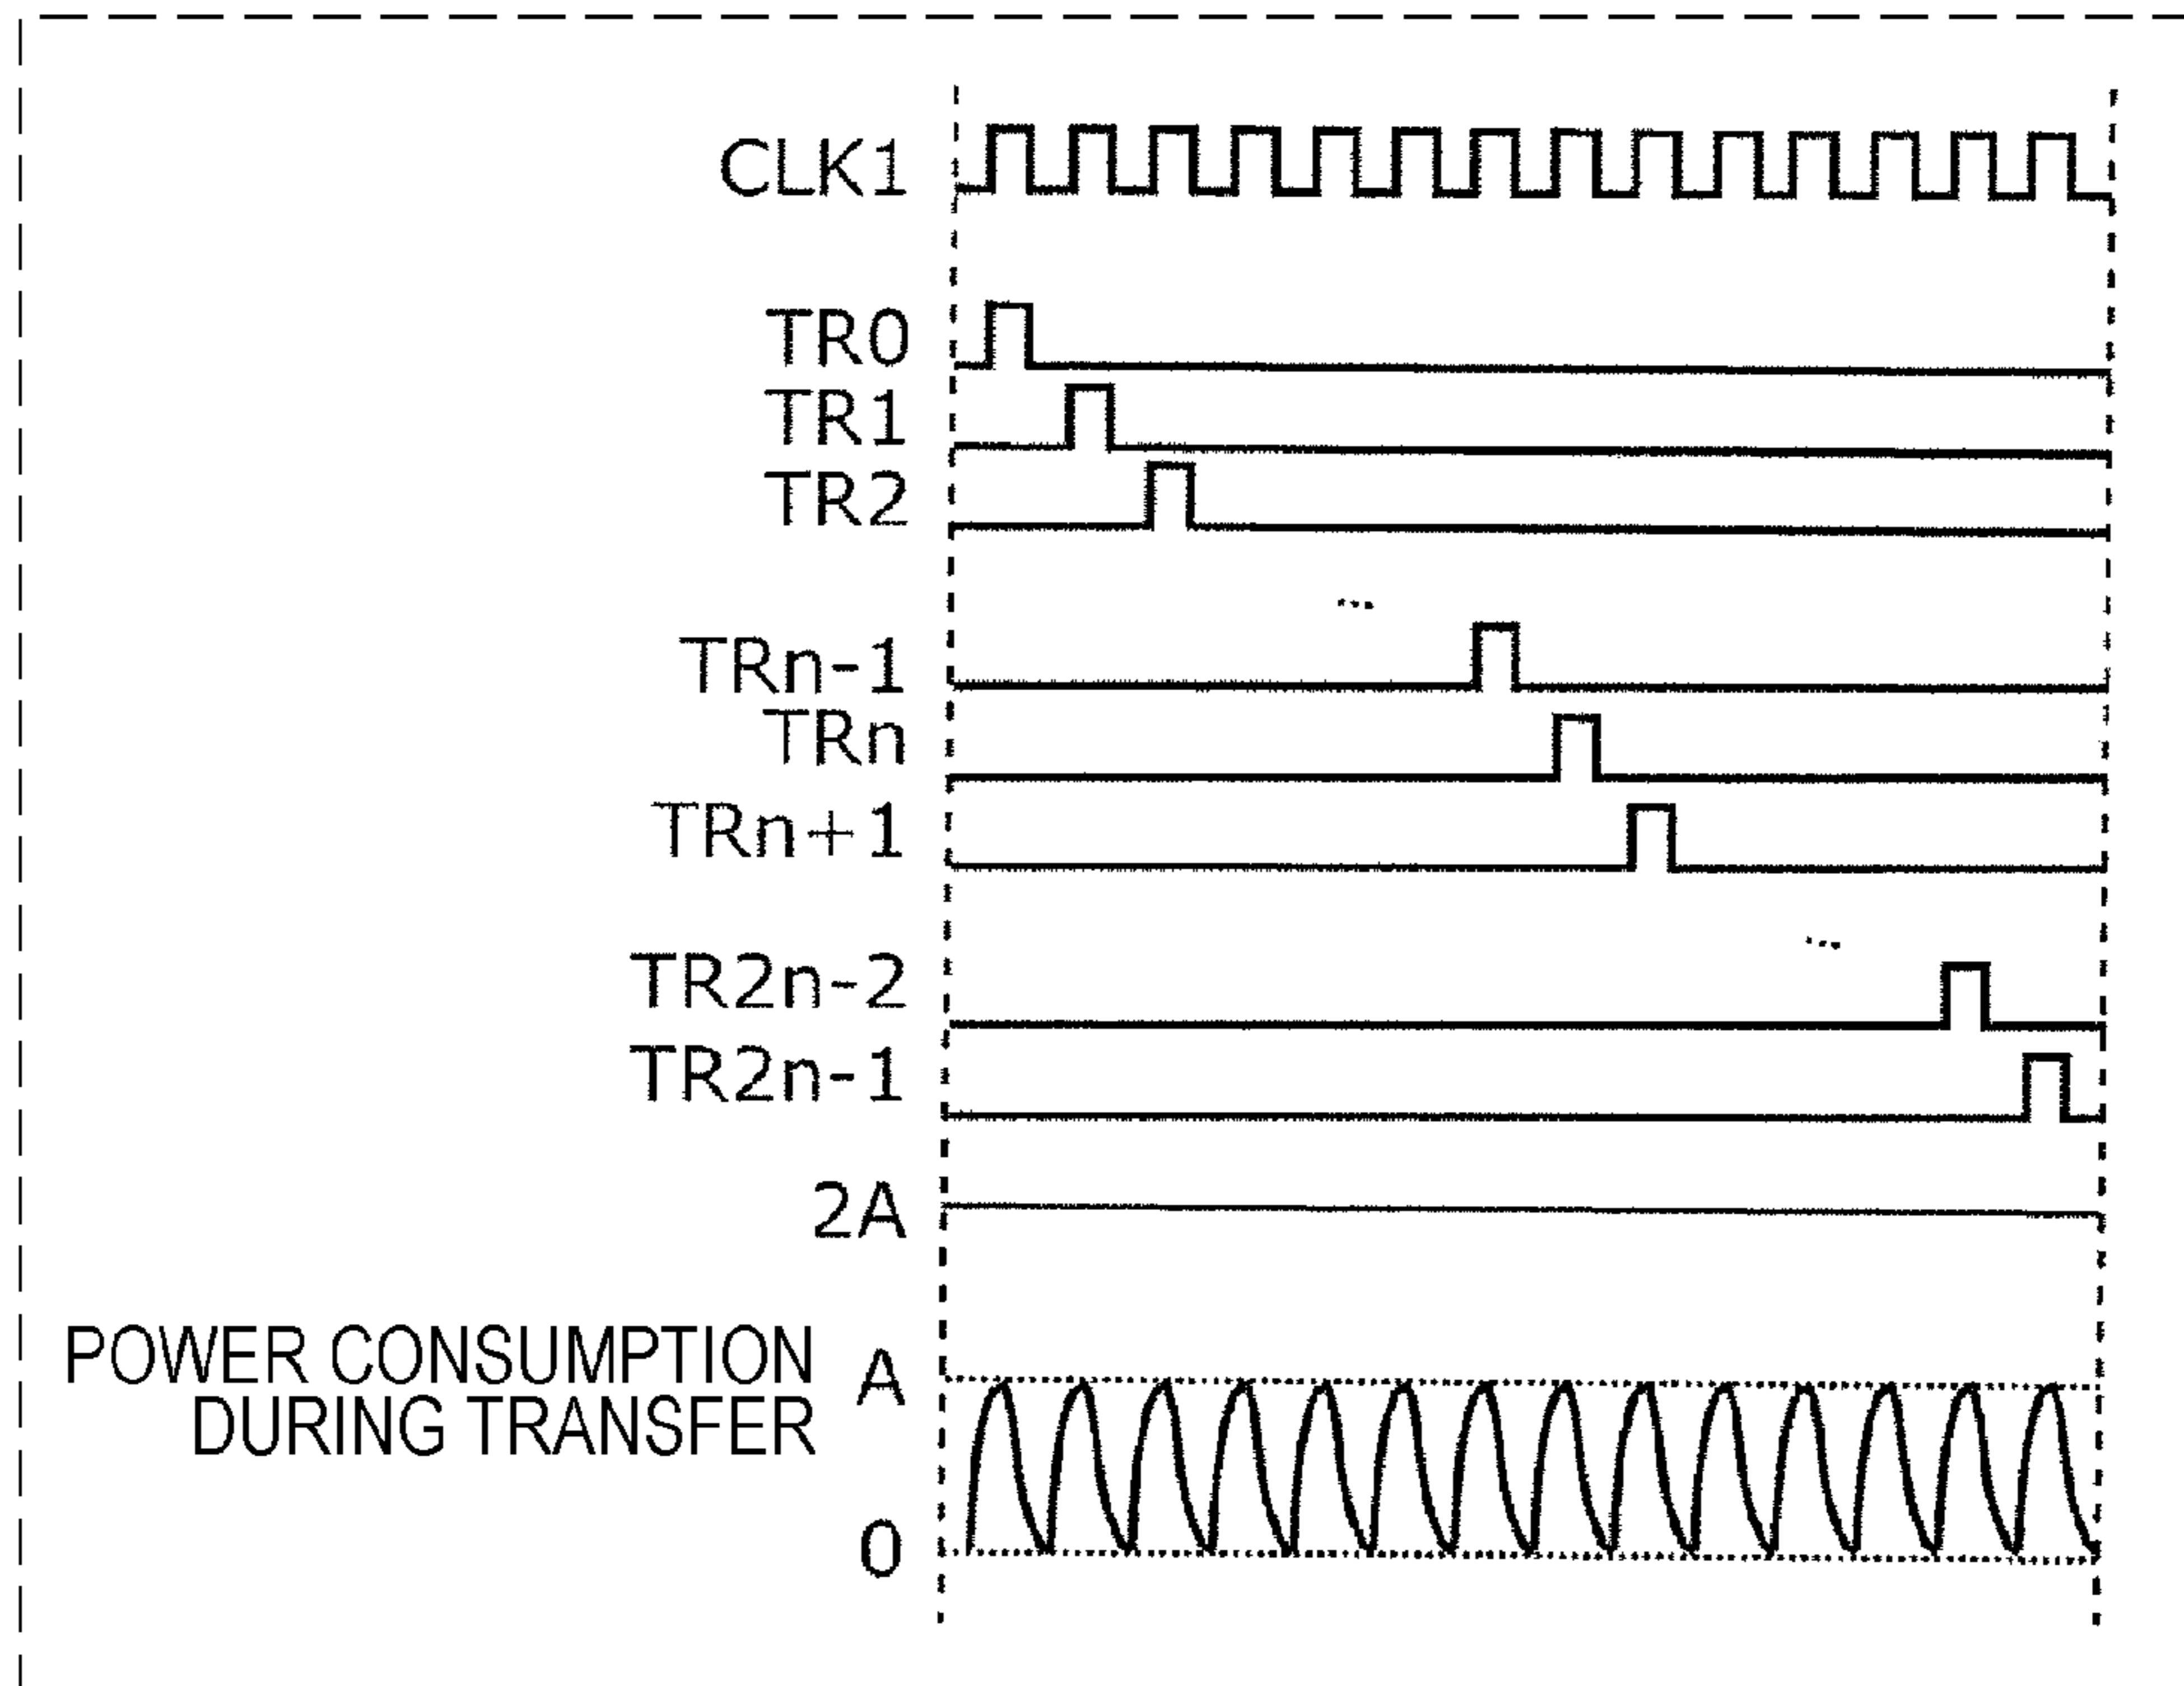 CLK1
TR0
TR1
TR2
...
TRn-1
TRn
TRn+1
...
TR2n-2
TR2n-1
2A
POWER CONSUMPTION
DURING TRANSFER
A
0